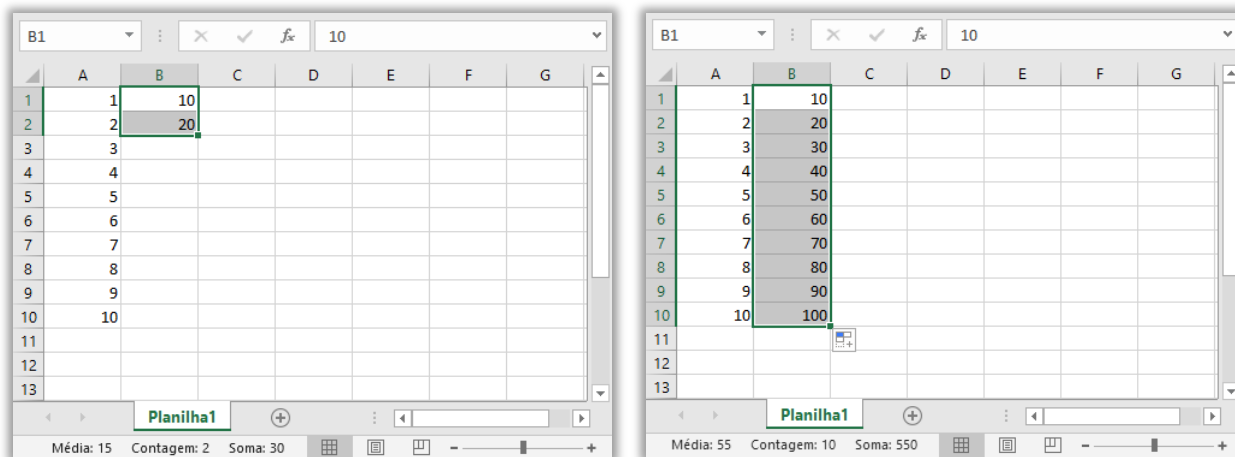 B1 fx 10
A B C D E F G
1 1 10
2 2 20
3 3
4 4
5 5
6 6
7 7
8 8
9 9
10 10
11
12
13
Planilha1
Média: 15 Contagem: 2 Soma: 30
B1 fx 10
A B C D E F G
1 1 10
2 2 20
3 3 30
4 4 40
5 5 50
6 6 60
7 7 70
8 8 80
9 9 90
10 10 100
11
12
13
Planilha1
Média: 55 Contagem: 10 Soma: 550